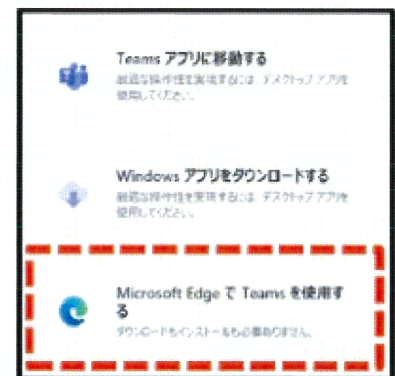 Teams アプリに移動する
最適な操作性を実現するには、デスクトップ アプリを
使用してください。
Windows アプリをダウンロードする
最適な操作性を実現するには、デスクトップ アプリを
使用してください。
Microsoft Edge で Teams を使用す
る
ダウンロードもインストールも必要ありません。